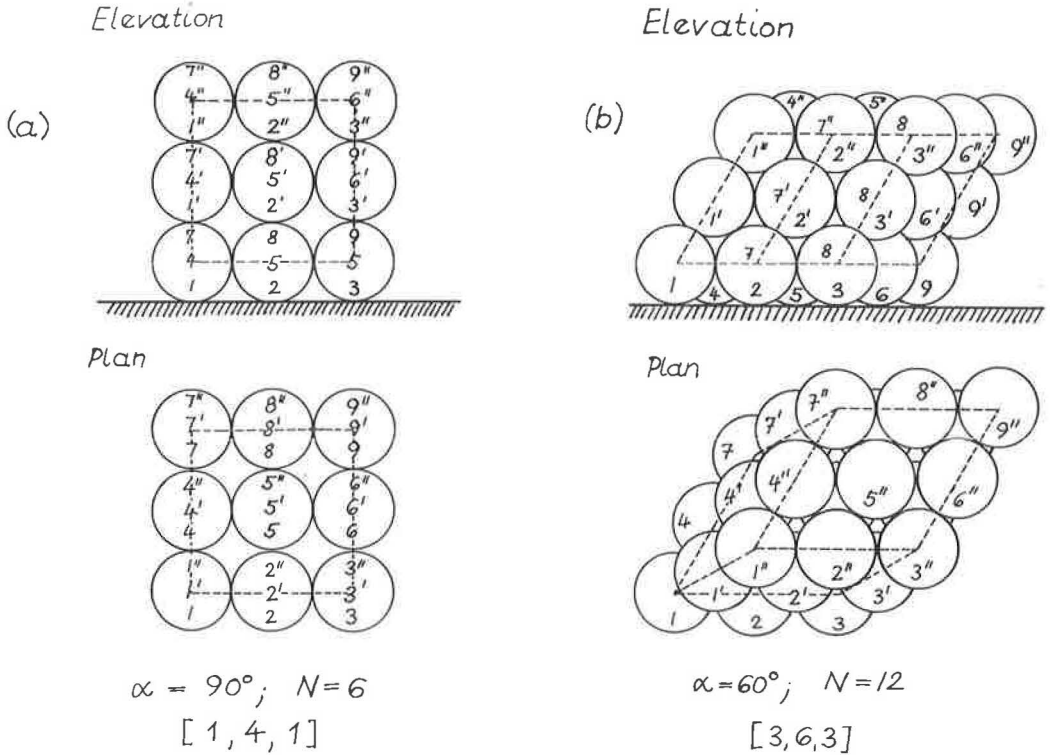 Elevation
(a)
7" 8" 9"
4" 5" 6"
1" 2" 3"
7' 8' 9'
4' 5' 6'
1' 2' 3'
7 8 9
4 5 5
1 2 3
Plan
7" 8" 9"
7' 8' 9'
7 8 9
4" 5" 6"
4' 5' 6'
4 5 6
1" 2" 3"
1' 2' 3'
1 2 3
α = 90°; N=6
[1, 4, 1]
Elevation
(b)
4" 5"
7" 8
1" 2" 3" 6" 9"
7' 8
1' 2' 3' 6' 9'
7 8
1 2 3 9
4 5 6
Plan
7" 8"
7' 9"
7
4' 4" 5" 6"
4
1" 2" 3"
1 1' 2' 3'
2 3
α=60°; N=12
[3,6,3]